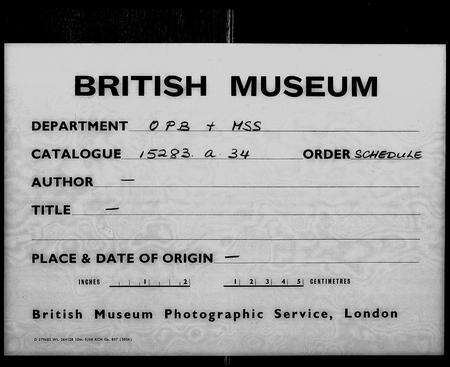 BRITISH MUSEUM
DEPARTMENT OPB + MSS
CATALOGUE 15283. a. 34 ORDER SCHEDULE
AUTHOR —
TITLE —
PLACE & DATE OF ORIGIN —
INCHES 1 2 1 2 3 4 5 CENTIMETRES
British Museum Photographic Service, London